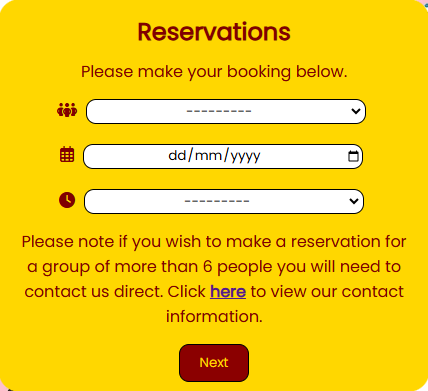 Reservations
Please make your booking below.
---------
dd/mm/yyyy
---------
Please note if you wish to make a reservation for
a group of more than 6 people you will need to
contact us direct. Click here to view our contact
information.
Next